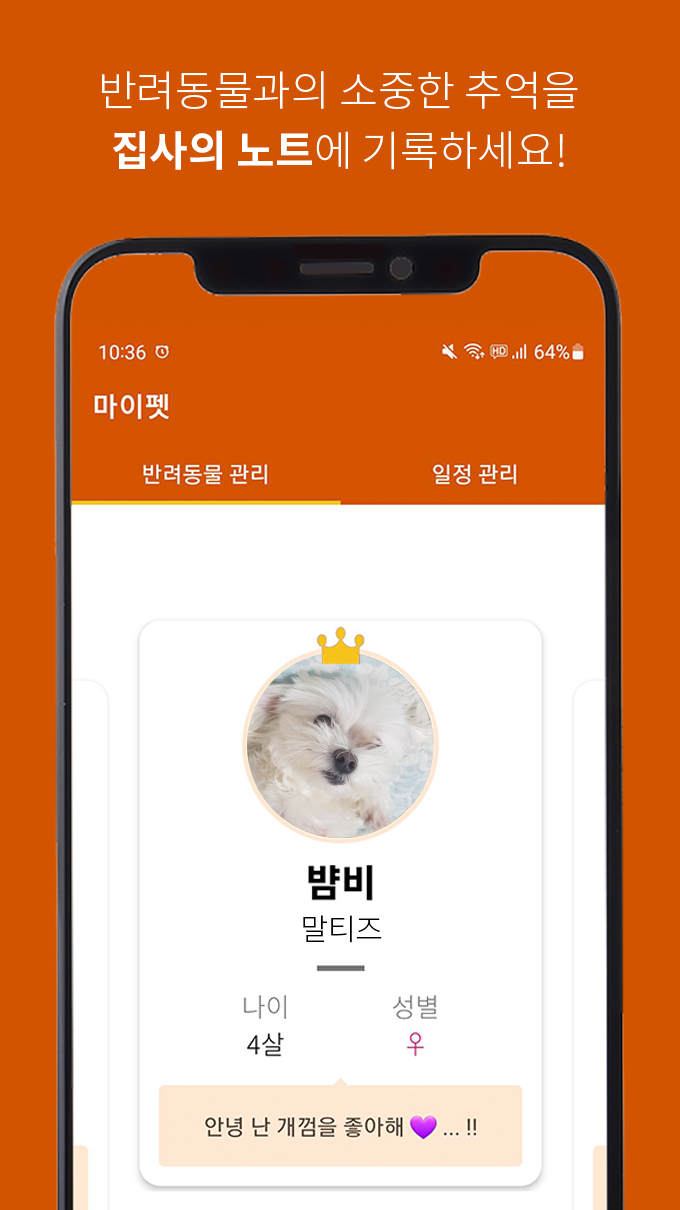 반려동물과의 소중한 추억을
집사의 노트에 기록하세요!
10:36 HD 64%
마이펫
반려동물 관리 일정 관리
뱜비
말티즈
나이 성별
4살 ♀
안녕 난 개껌을 좋아해 💜 ... !!